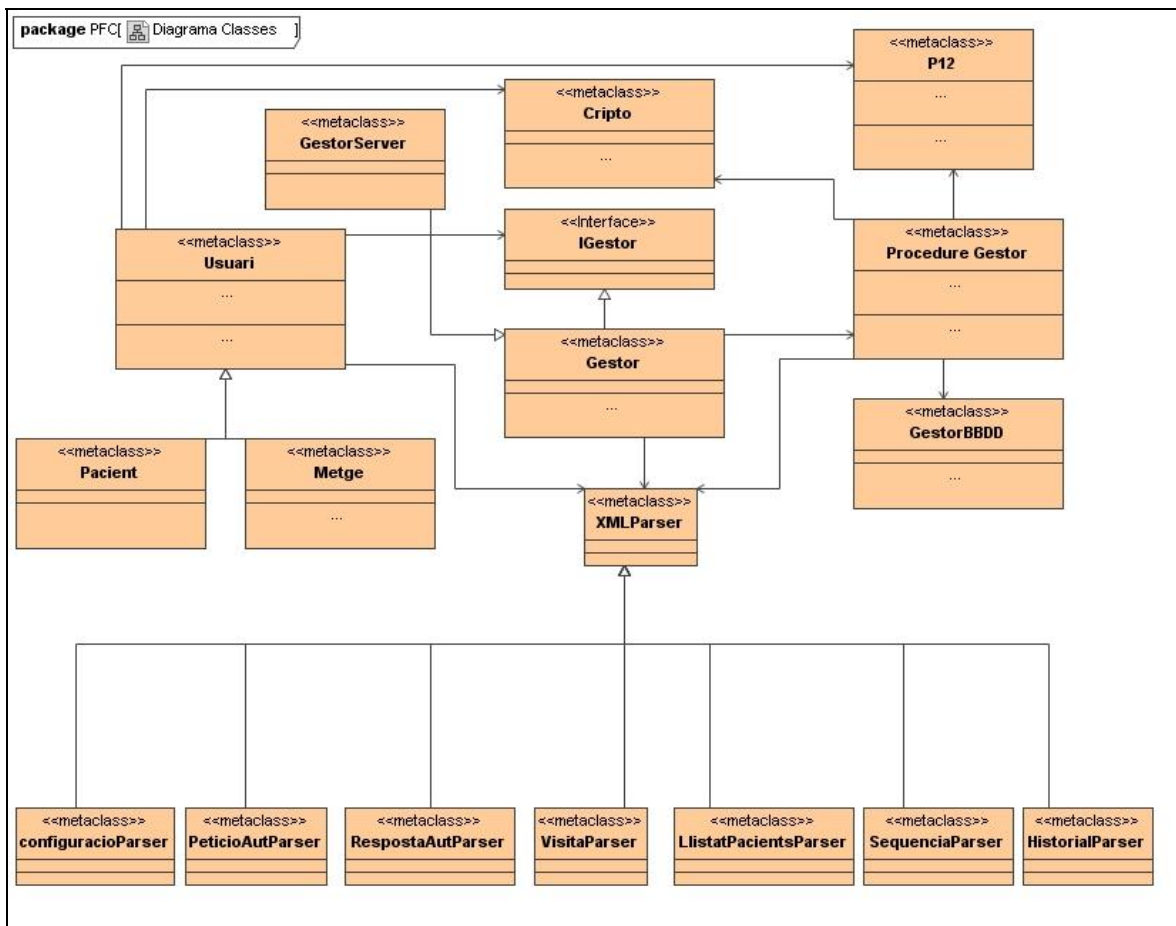 package PFC[ Diagrama Classes ]
<<metaclass>>
P12
...
...
<<metaclass>>
Cripto
...
<<metaclass>>
GestorServer
<<metaclass>>
Usuari
...
...
<<Interface>>
IGestor
<<metaclass>>
Procedure Gestor
...
...
<<metaclass>>
Gestor
...
<<metaclass>>
GestorBBDD
...
<<metaclass>>
Pacient
<<metaclass>>
Metge
...
<<metaclass>>
XMLParser
<<metaclass>>
configuracioParser
<<metaclass>>
PeticioAutParser
<<metaclass>>
RespostaAutParser
<<metaclass>>
VisitaParser
<<metaclass>>
LlistatPacientsParser
<<metaclass>>
SequenciaParser
<<metaclass>>
HistorialParser